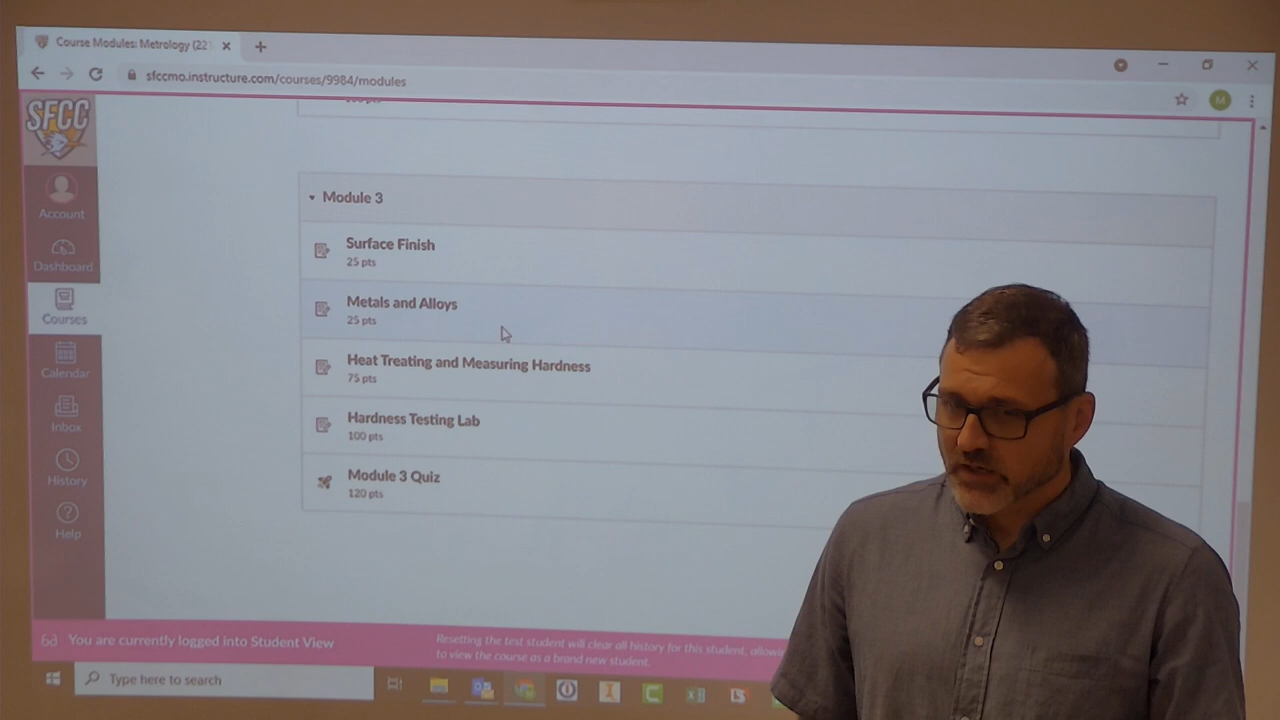 Course Modules: Metrology (221
sfccmo.instructure.com/courses/9984/modules
M
SFCC
Account
Dashboard
Courses
Calendar
Inbox
History
Help
Module 3
Surface Finish
25 pts
Metals and Alloys
25 pts
Heat Treating and Measuring Hardness
75 pts
Hardness Testing Lab
100 pts
Module 3 Quiz
120 pts
You are currently logged into Student View
Resetting the test student will clear all history for this student, allowi
to view the course as a brand new student.
Type here to search